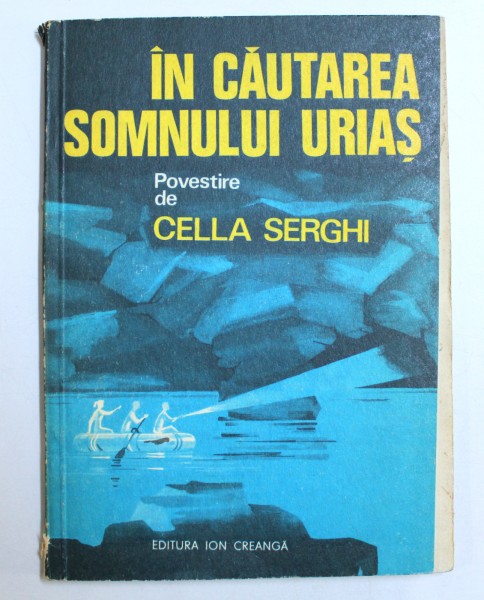 ÎN CĂUTAREA
SOMNULUI URIAȘ
Povestire
de
CELLA SERGHI
EDITURA ION CREANGĂ